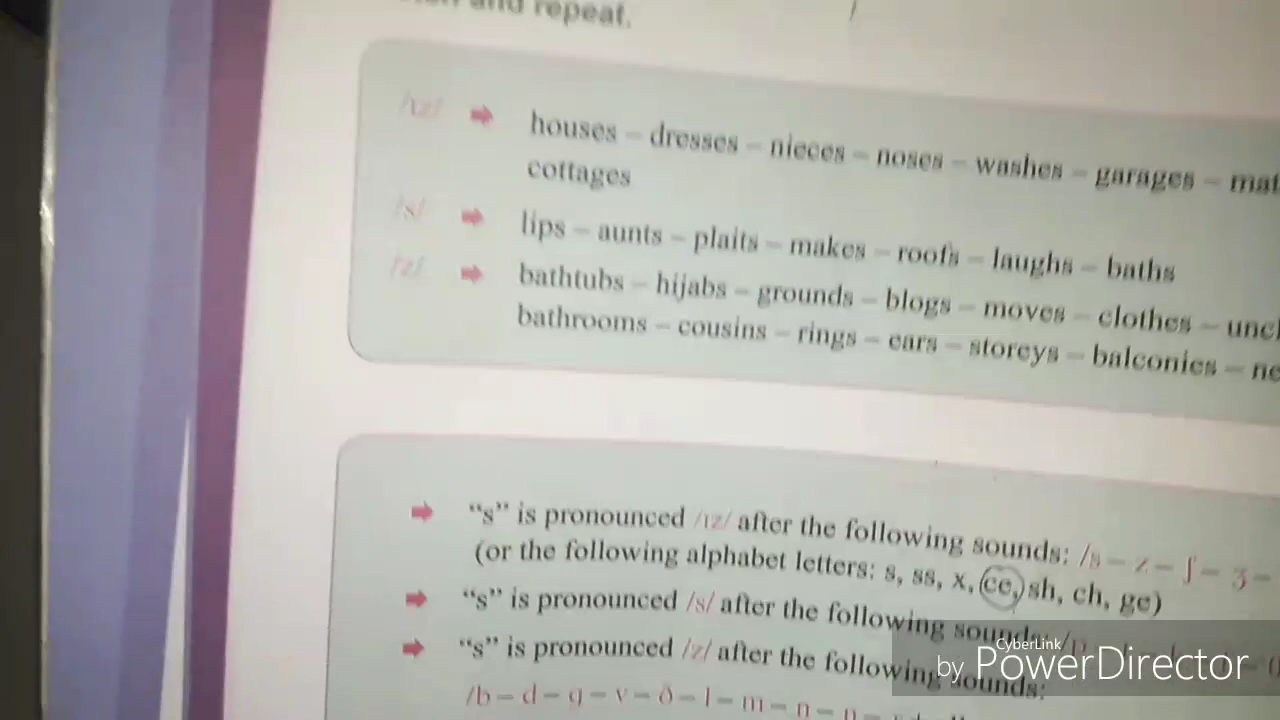 and repeat.
/ɪz/ ➡ houses – dresses – nieces – noses – washes – garages –
cottages
/s/ ➡ lips – aunts – plaits – makes – roofs – laughs – baths
/z/ ➡ bathtubs – hijabs – grounds – blogs – moves – clothes –
bathrooms – cousins – rings – ears – storeys – balconies –
➡ “s” is pronounced /ɪz/ after the following sounds: /s – z – ʃ – ʒ –
(or the following alphabet letters: s, ss, x, ce, sh, ch, ge)
➡ “s” is pronounced /s/ after the following sounds: /p
➡ “s” is pronounced /z/ after the following sounds:
/b – d – g – v – ð – l – m – n –
CyberLink
by PowerDirector